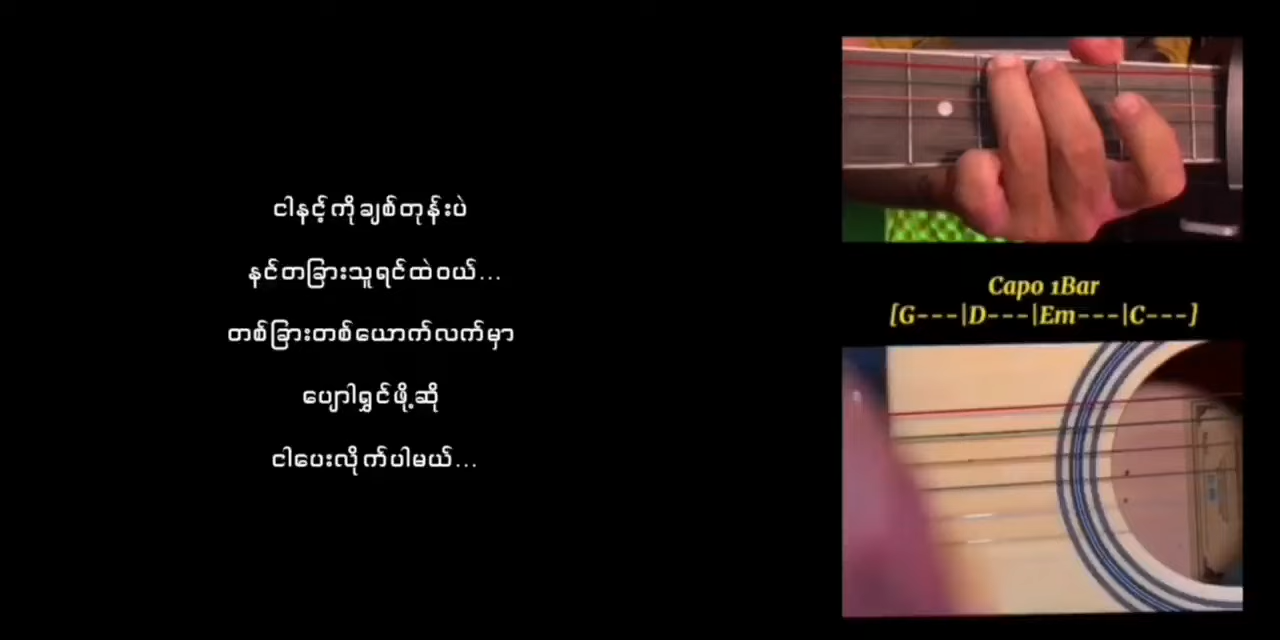 ငါနင့်ကိုချစ်တုန်းပဲ
နင်တခြားသူရင်ထဲဝယ်...
တစ်ခြားတစ်ယောက်လက်မှာ
ပျောါရွှင်ဖို့ဆို
ငါပေးလိုက်ပါမယ်...
Capo 1Bar
[G---|D---|Em---|C---]